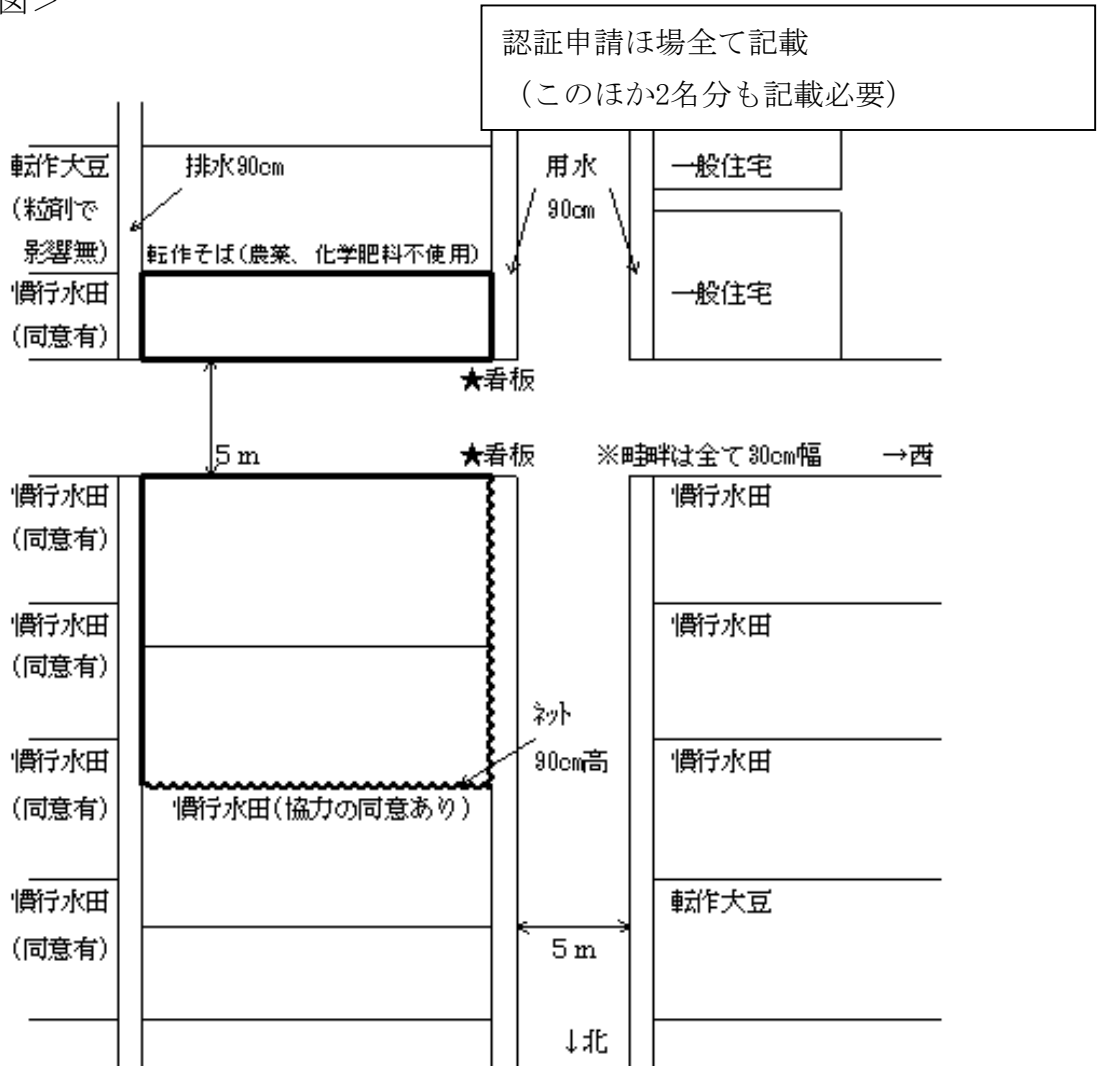 図＞
認証申請ほ場全て記載
（このほか2名分も記載必要）
転作大豆
(粒剤で
影響無)
排水90cm
用水
90cm
一般住宅
転作そば(農薬、化学肥料不使用)
慣行水田
(同意有)
一般住宅
★看板
5ｍ
★看板
※畦畔は全て30cm幅
→西
慣行水田
(同意有)
慣行水田
慣行水田
(同意有)
慣行水田
ネット
90cm高
慣行水田
(同意有)
慣行水田(協力の同意あり)
慣行水田
慣行水田
(同意有)
転作大豆
5ｍ
↓北